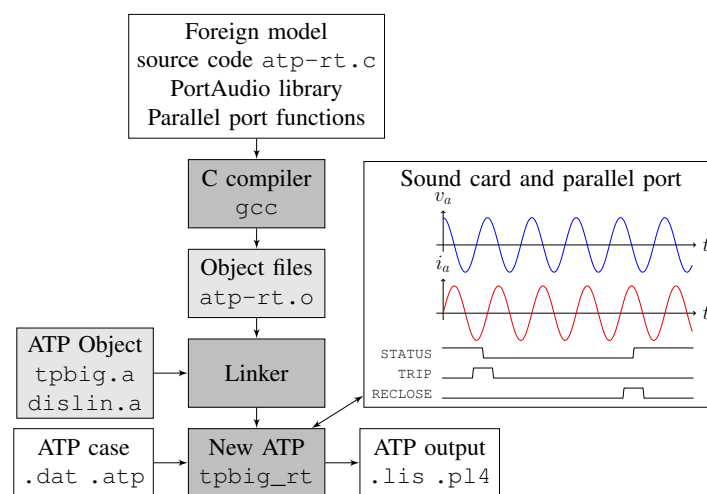 Foreign model
source code atp-rt.c
PortAudio library
Parallel port functions
C compiler
gcc
Sound card and parallel port
v_a
t
i_a
t
STATUS
TRIP
RECLOSE
Object files
atp-rt.o
ATP Object
tpbig.a
dislin.a
Linker
ATP case
.dat .atp
New ATP
tpbig_rt
ATP output
.lis .pl4